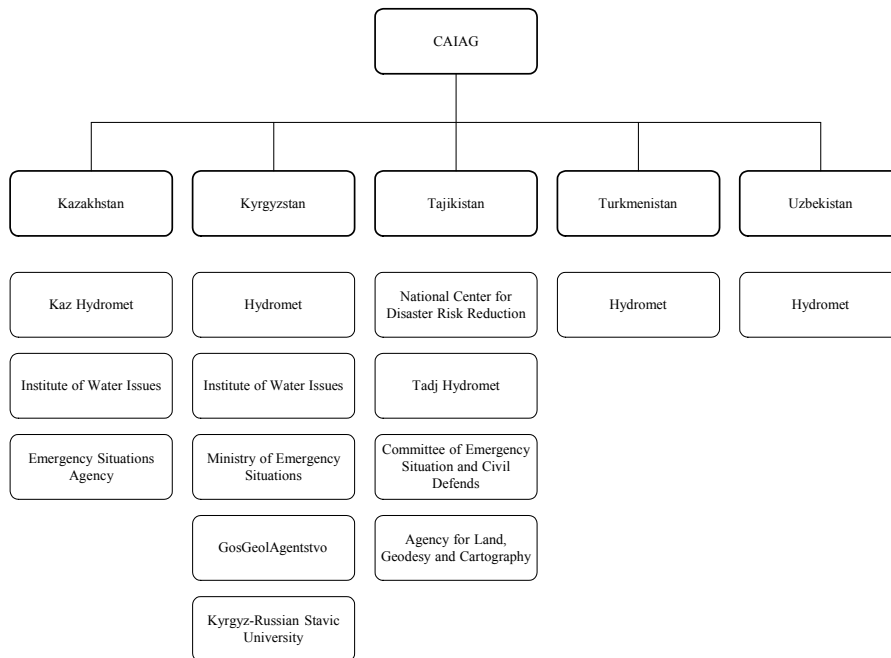 CAIAG
Kazakhstan
Kyrgyzstan
Tajikistan
Turkmenistan
Uzbekistan
Kaz Hydromet
Hydromet
National Center for
Disaster Risk Reduction
Hydromet
Hydromet
Institute of Water Issues
Institute of Water Issues
Tadj Hydromet
Emergency Situations
Agency
Ministry of Emergency
Situations
Committee of Emergency
Situation and Civil
Defends
GosGeolAgentstvo
Agency for Land,
Geodesy and Cartography
Kyrgyz-Russian Stavic
University